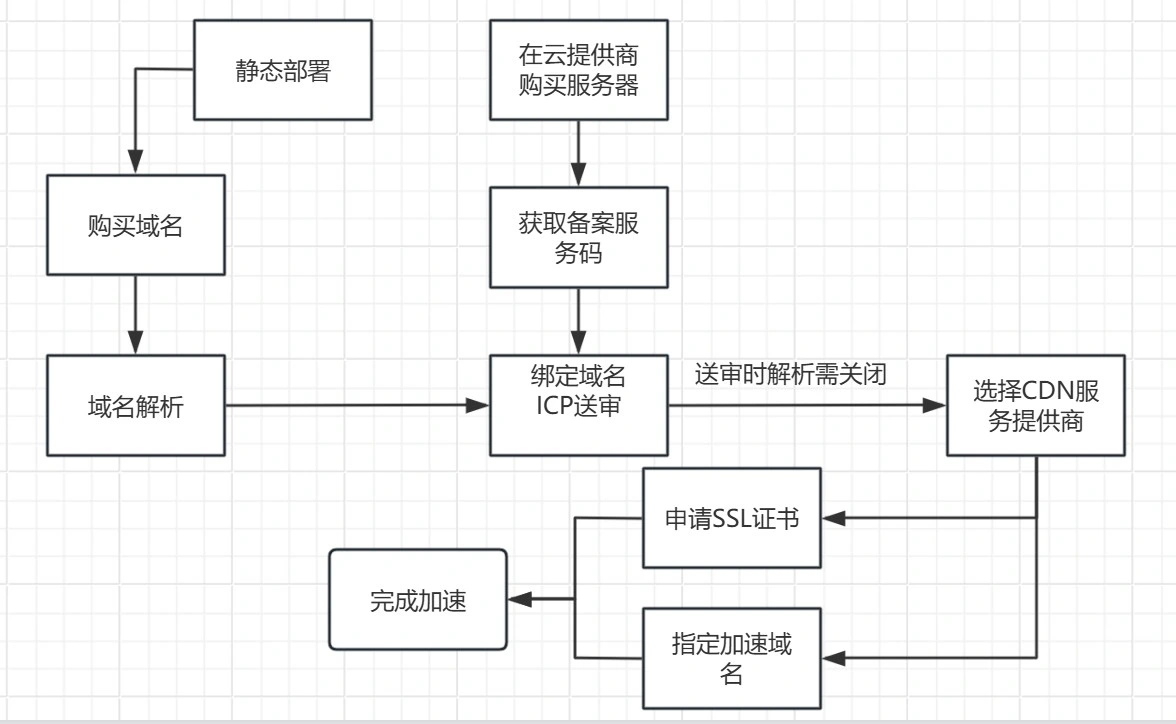 静态部署
在云提供商
购买服务器
购买域名
获取备案服
务码
域名解析
绑定域名
ICP送审
送审时解析需关闭
选择CDN服
务提供商
申请SSL证书
完成加速
指定加速域
名